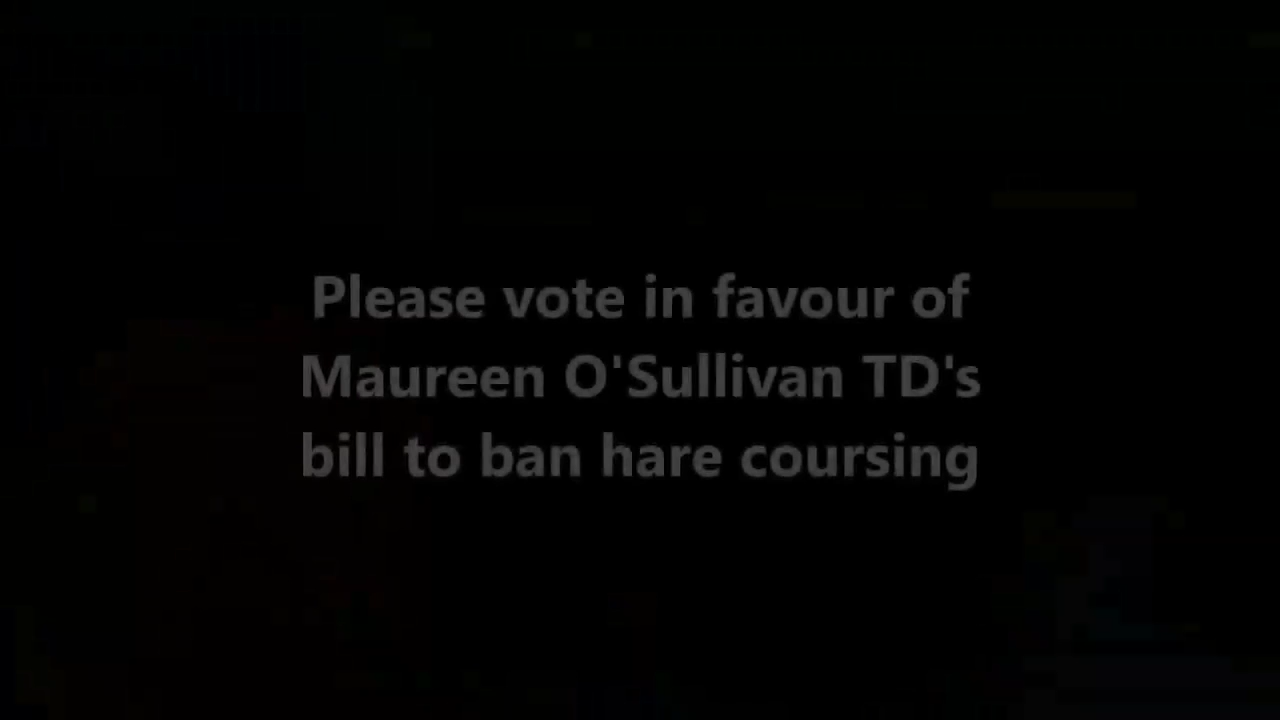 Please vote in favour of
Maureen O'Sullivan TD's
bill to ban hare coursing